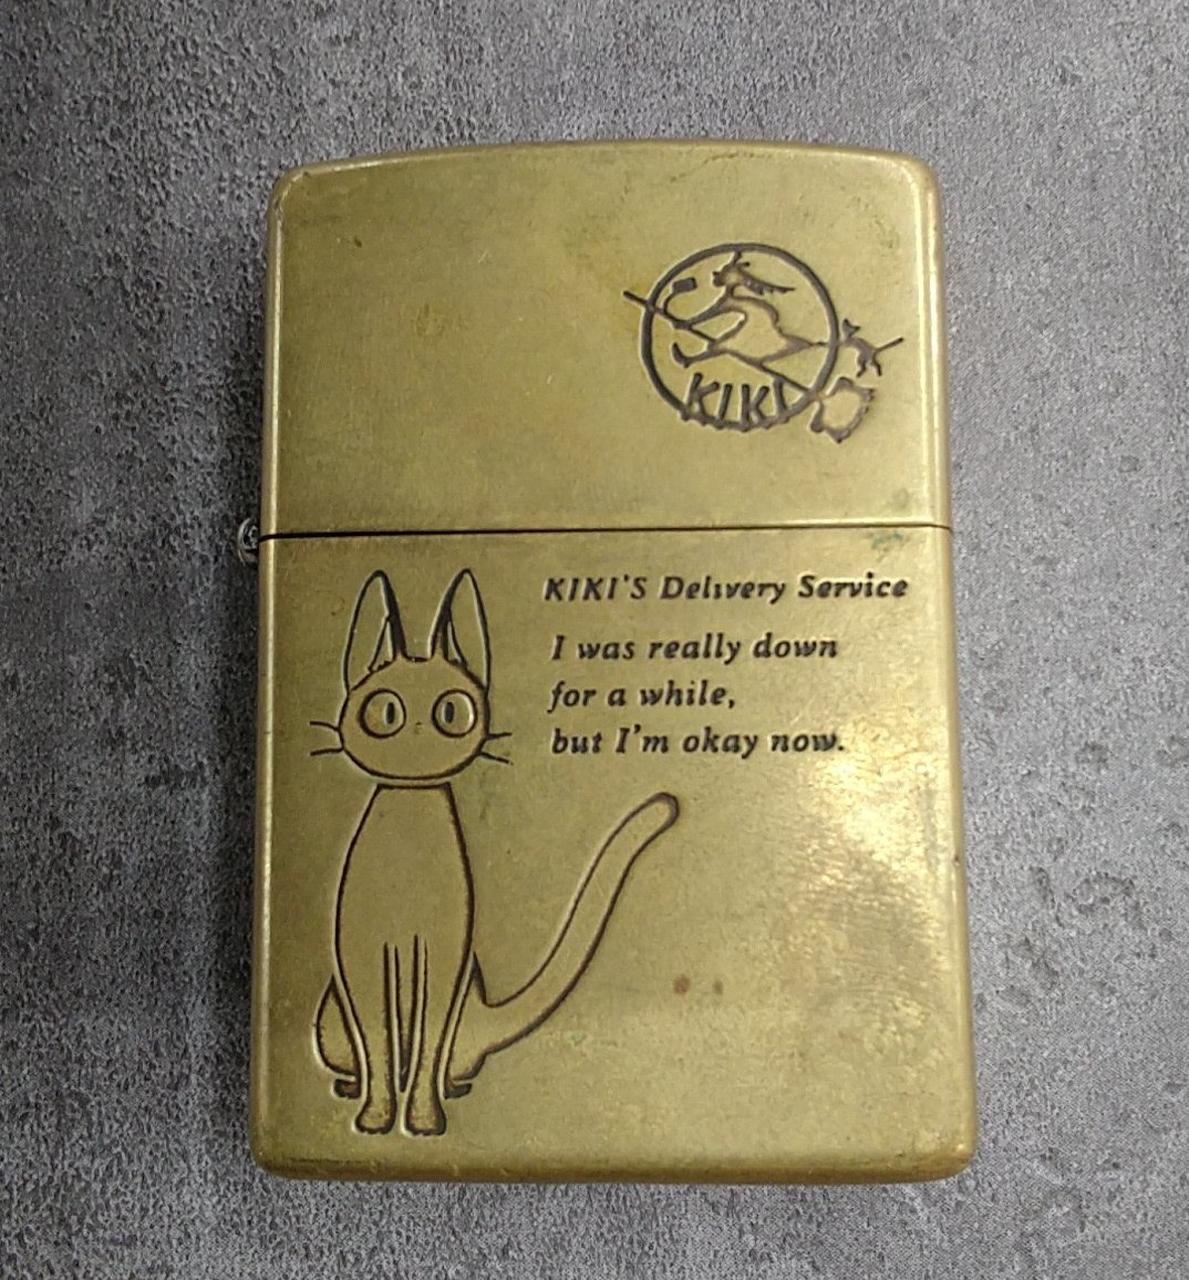 KIKI
KIKI'S Delivery Service
I was really down
for a while,
but I'm okay now.